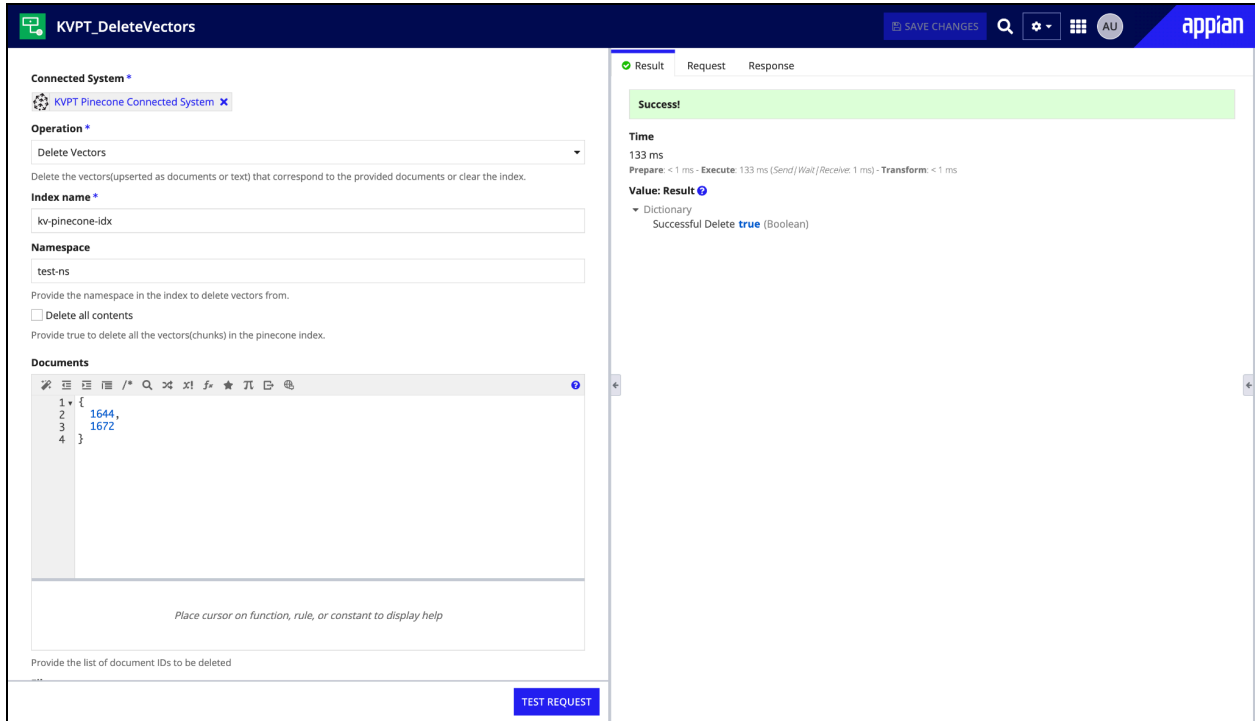 KVPT_DeleteVectors
SAVE CHANGES
AU
appian
Connected System *
KVPT Pinecone Connected System
Operation *
Delete Vectors
Delete the vectors(upserted as documents or text) that correspond to the provided documents or clear the index.
Index name *
kv-pinecone-idx
Namespace
test-ns
Provide the namespace in the index to delete vectors from.
Delete all contents
Provide true to delete all the vectors(chunks) in the pinecone index.
Documents
1 {
2 1644,
3 1672
4 }
Place cursor on function, rule, or constant to display help
Provide the list of document IDs to be deleted
TEST REQUEST
Result Request Response
Success!
Time
133 ms
Prepare: < 1 ms - Execute: 133 ms (Send|Wait|Receive: 1 ms) - Transform: < 1 ms
Value: Result
Dictionary
Successful Delete true (Boolean)